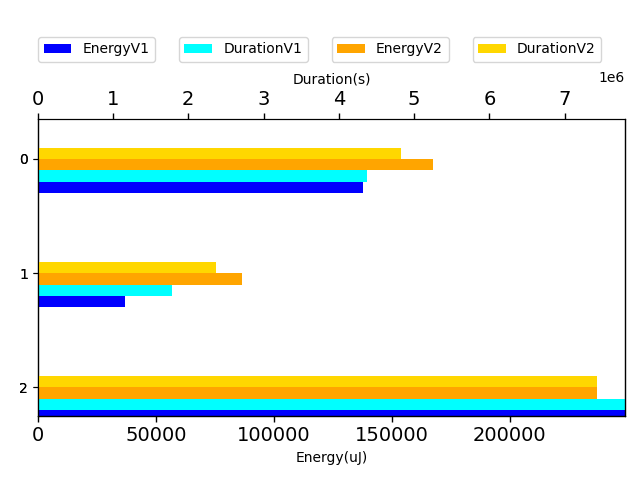 EnergyV1 DurationV1 EnergyV2 DurationV2
Duration(s)
1e6
0 1 2 3 4 5 6 7
0
1
2
0 50000 100000 150000 200000
Energy(uJ)